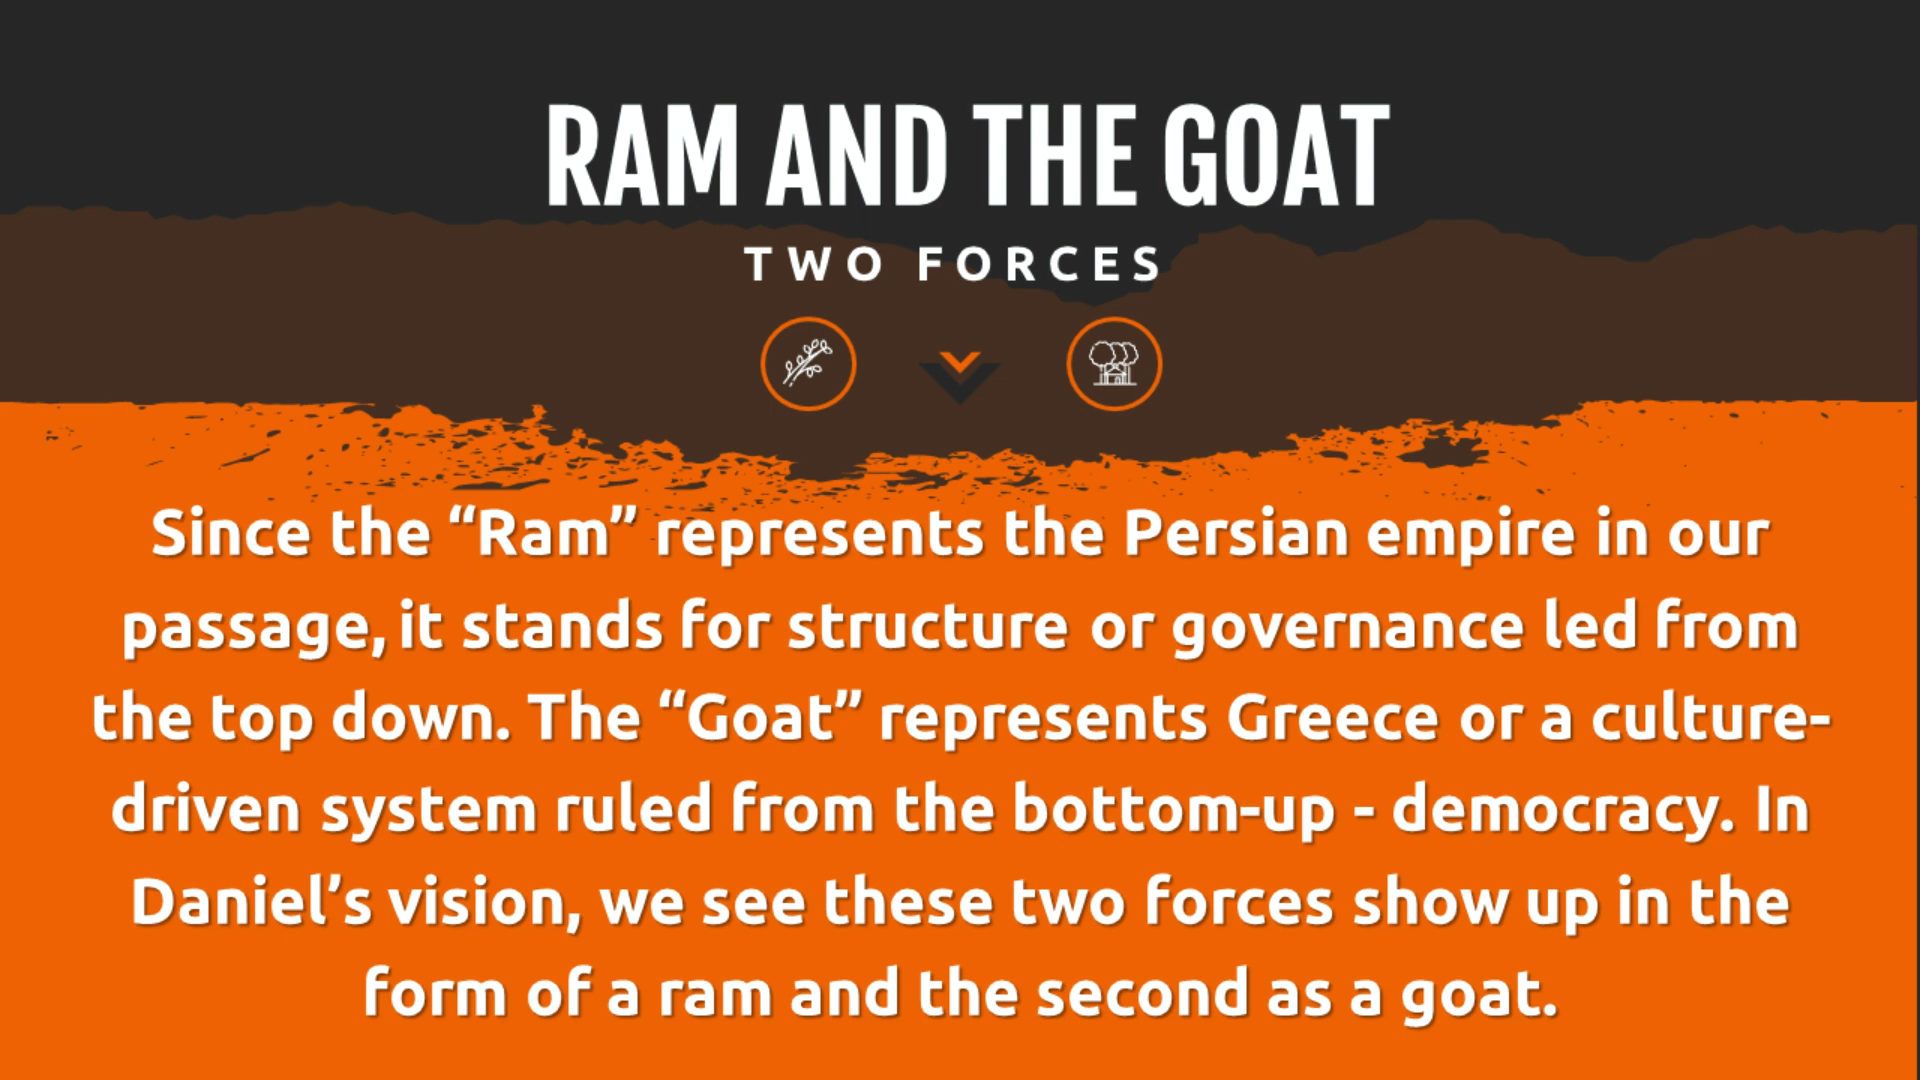 RAM AND THE GOAT
TWO FORCES
Since the “Ram” represents the Persian empire in our
passage, it stands for structure or governance led from
the top down. The “Goat” represents Greece or a culture-
driven system ruled from the bottom-up - democracy. In
Daniel’s vision, we see these two forces show up in the
form of a ram and the second as a goat.